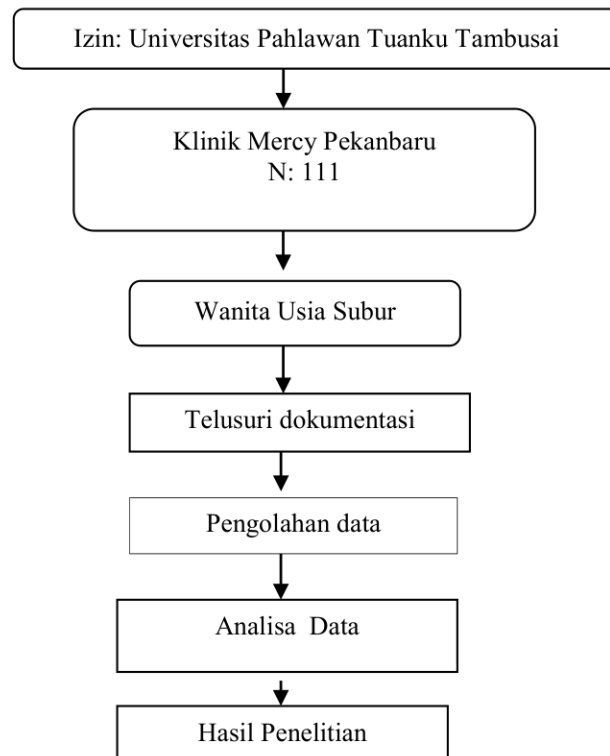 Izin: Universitas Pahlawan Tuanku Tambusai
Klinik Mercy Pekanbaru
N: 111
Wanita Usia Subur
Telusuri dokumentasi
Pengolahan data
Analisa  Data
Hasil Penelitian